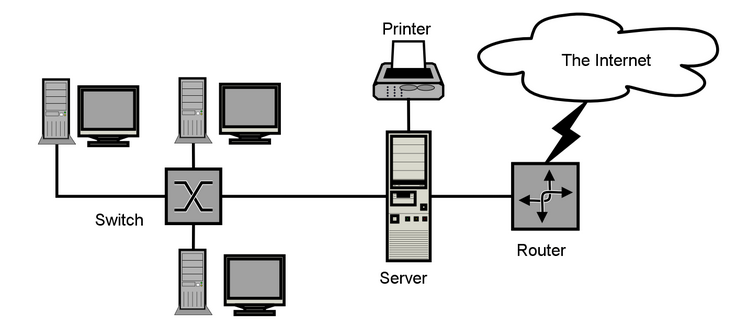 Printer
The Internet
Switch
Router
Server